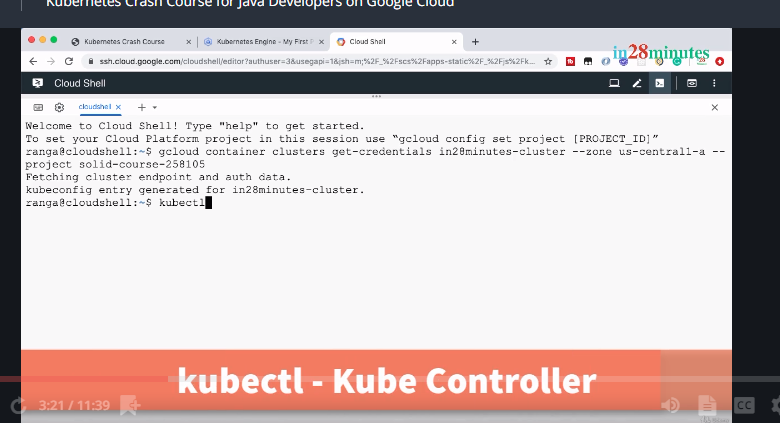 Kubernetes Crash Course for Java Developers on Google Cloud
Kubernetes Crash Course
Kubernetes Engine - My First P
Cloud Shell
in28minutes
ssh.cloud.google.com/cloudshell/editor?authuser=3&usegapi=1&jsh=m;%2F_%2Fscs%2Fapps-static%2F_%2Fjs%2Fk...
Cloud Shell
cloudshell
Welcome to Cloud Shell! Type "help" to get started.
To set your Cloud Platform project in this session use “gcloud config set project [PROJECT_ID]”
ranga@cloudshell:~$ gcloud container clusters get-credentials in28minutes-cluster --zone us-central1-a --
project solid-course-258105
Fetching cluster endpoint and auth data.
kubeconfig entry generated for in28minutes-cluster.
ranga@cloudshell:~$ kubectl
kubectl - Kube Controller
3:21 / 11:39
CC